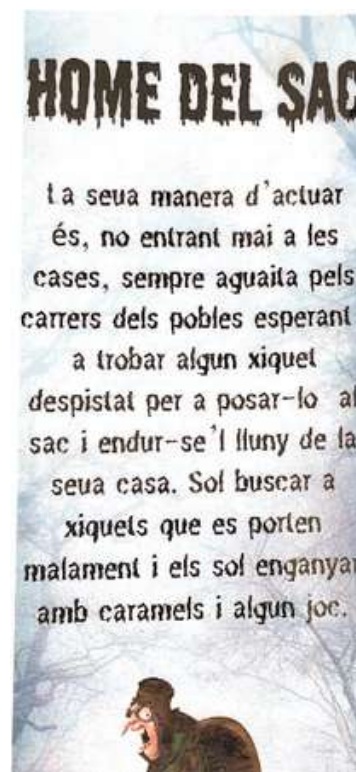 HOME DEL SAC
La seua manera d'actuar
és, no entrant mai a les
cases, sempre aguaita pels
carrers dels pobles esperant
a trobar algun xiquet
despistat per a posar-lo al
sac i endur-se'l lluny de la
seua casa. Sol buscar a
xiquets que es porten
malament i els sol enganyar
amb caramels i algun joc.